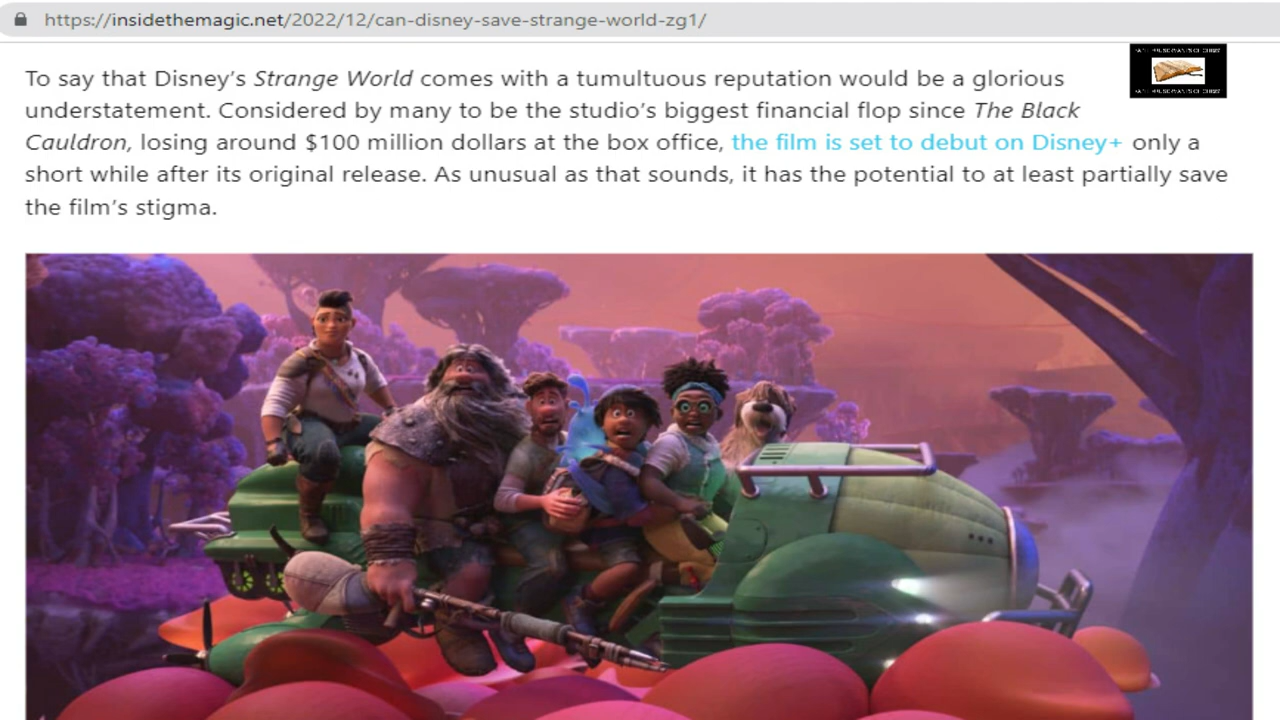 https://insidethemagic.net/2022/12/can-disney-save-strange-world-zg1/
To say that Disney’s Strange World comes with a tumultuous reputation would be a glorious
understatement. Considered by many to be the studio’s biggest financial flop since The Black
Cauldron, losing around $100 million dollars at the box office, the film is set to debut on Disney+ only a
short while after its original release. As unusual as that sounds, it has the potential to at least partially save
the film’s stigma.